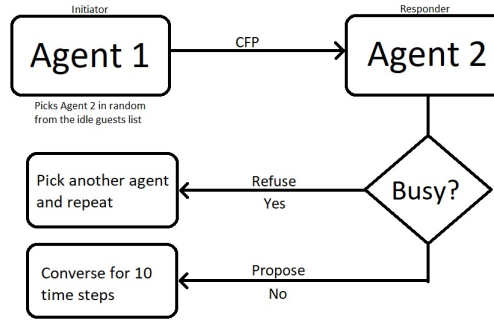 Initiator
Responder
Agent 1
CFP
Agent 2
Picks Agent 2 in random
from the idle guests list
Pick another agent
and repeat
Refuse
Yes
Busy?
Converse for 10
time steps
Propose
No